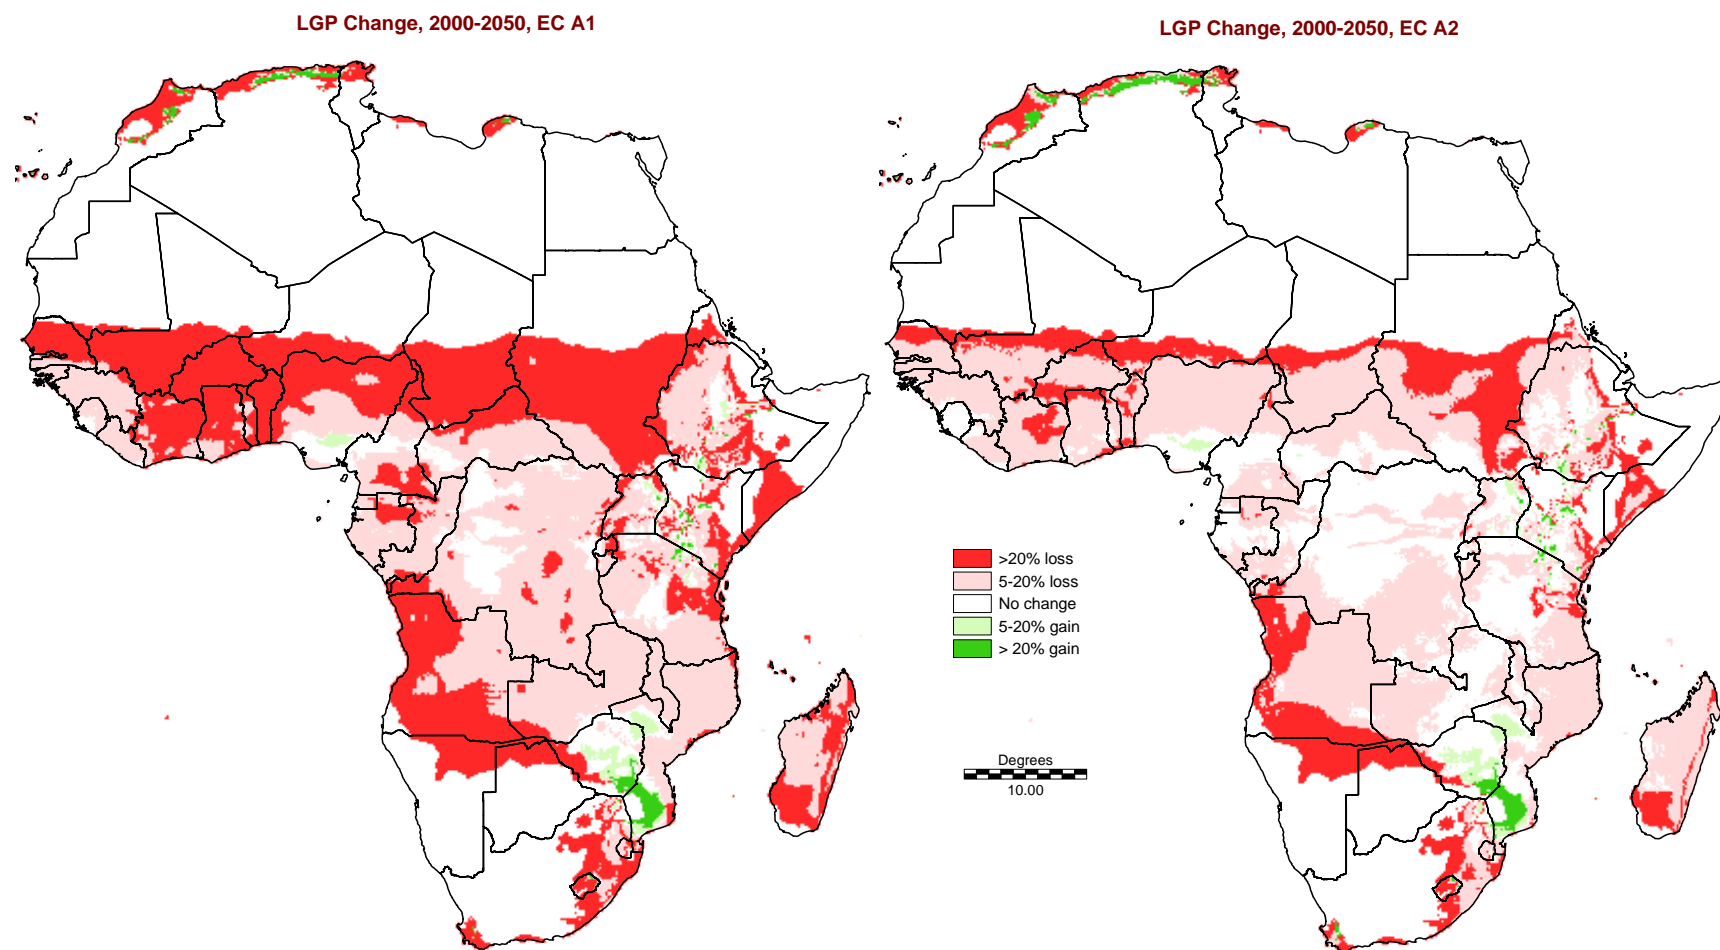 LGP Change, 2000-2050, EC A1
LGP Change, 2000-2050, EC A2
>20% loss
5-20% loss
No change
5-20% gain
> 20% gain
Degrees
10.00